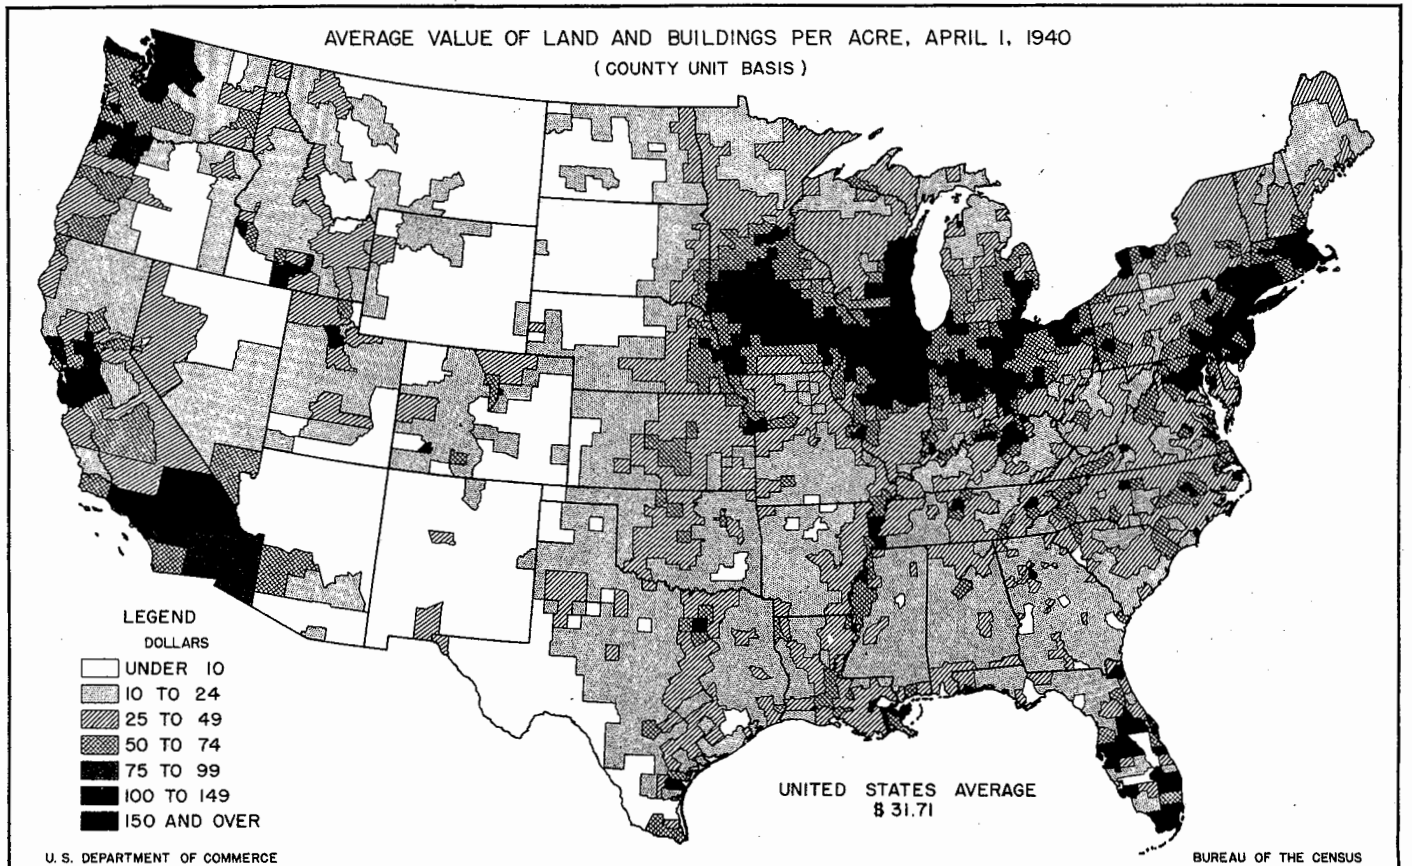 AVERAGE VALUE OF LAND AND BUILDINGS PER ACRE, APRIL 1, 1940
(COUNTY UNIT BASIS)
LEGEND
DOLLARS
UNDER 10
10 TO 24
25 TO 49
50 TO 74
75 TO 99
100 TO 149
150 AND OVER
UNITED STATES AVERAGE
$31.71
U. S. DEPARTMENT OF COMMERCE
BUREAU OF THE CENSUS